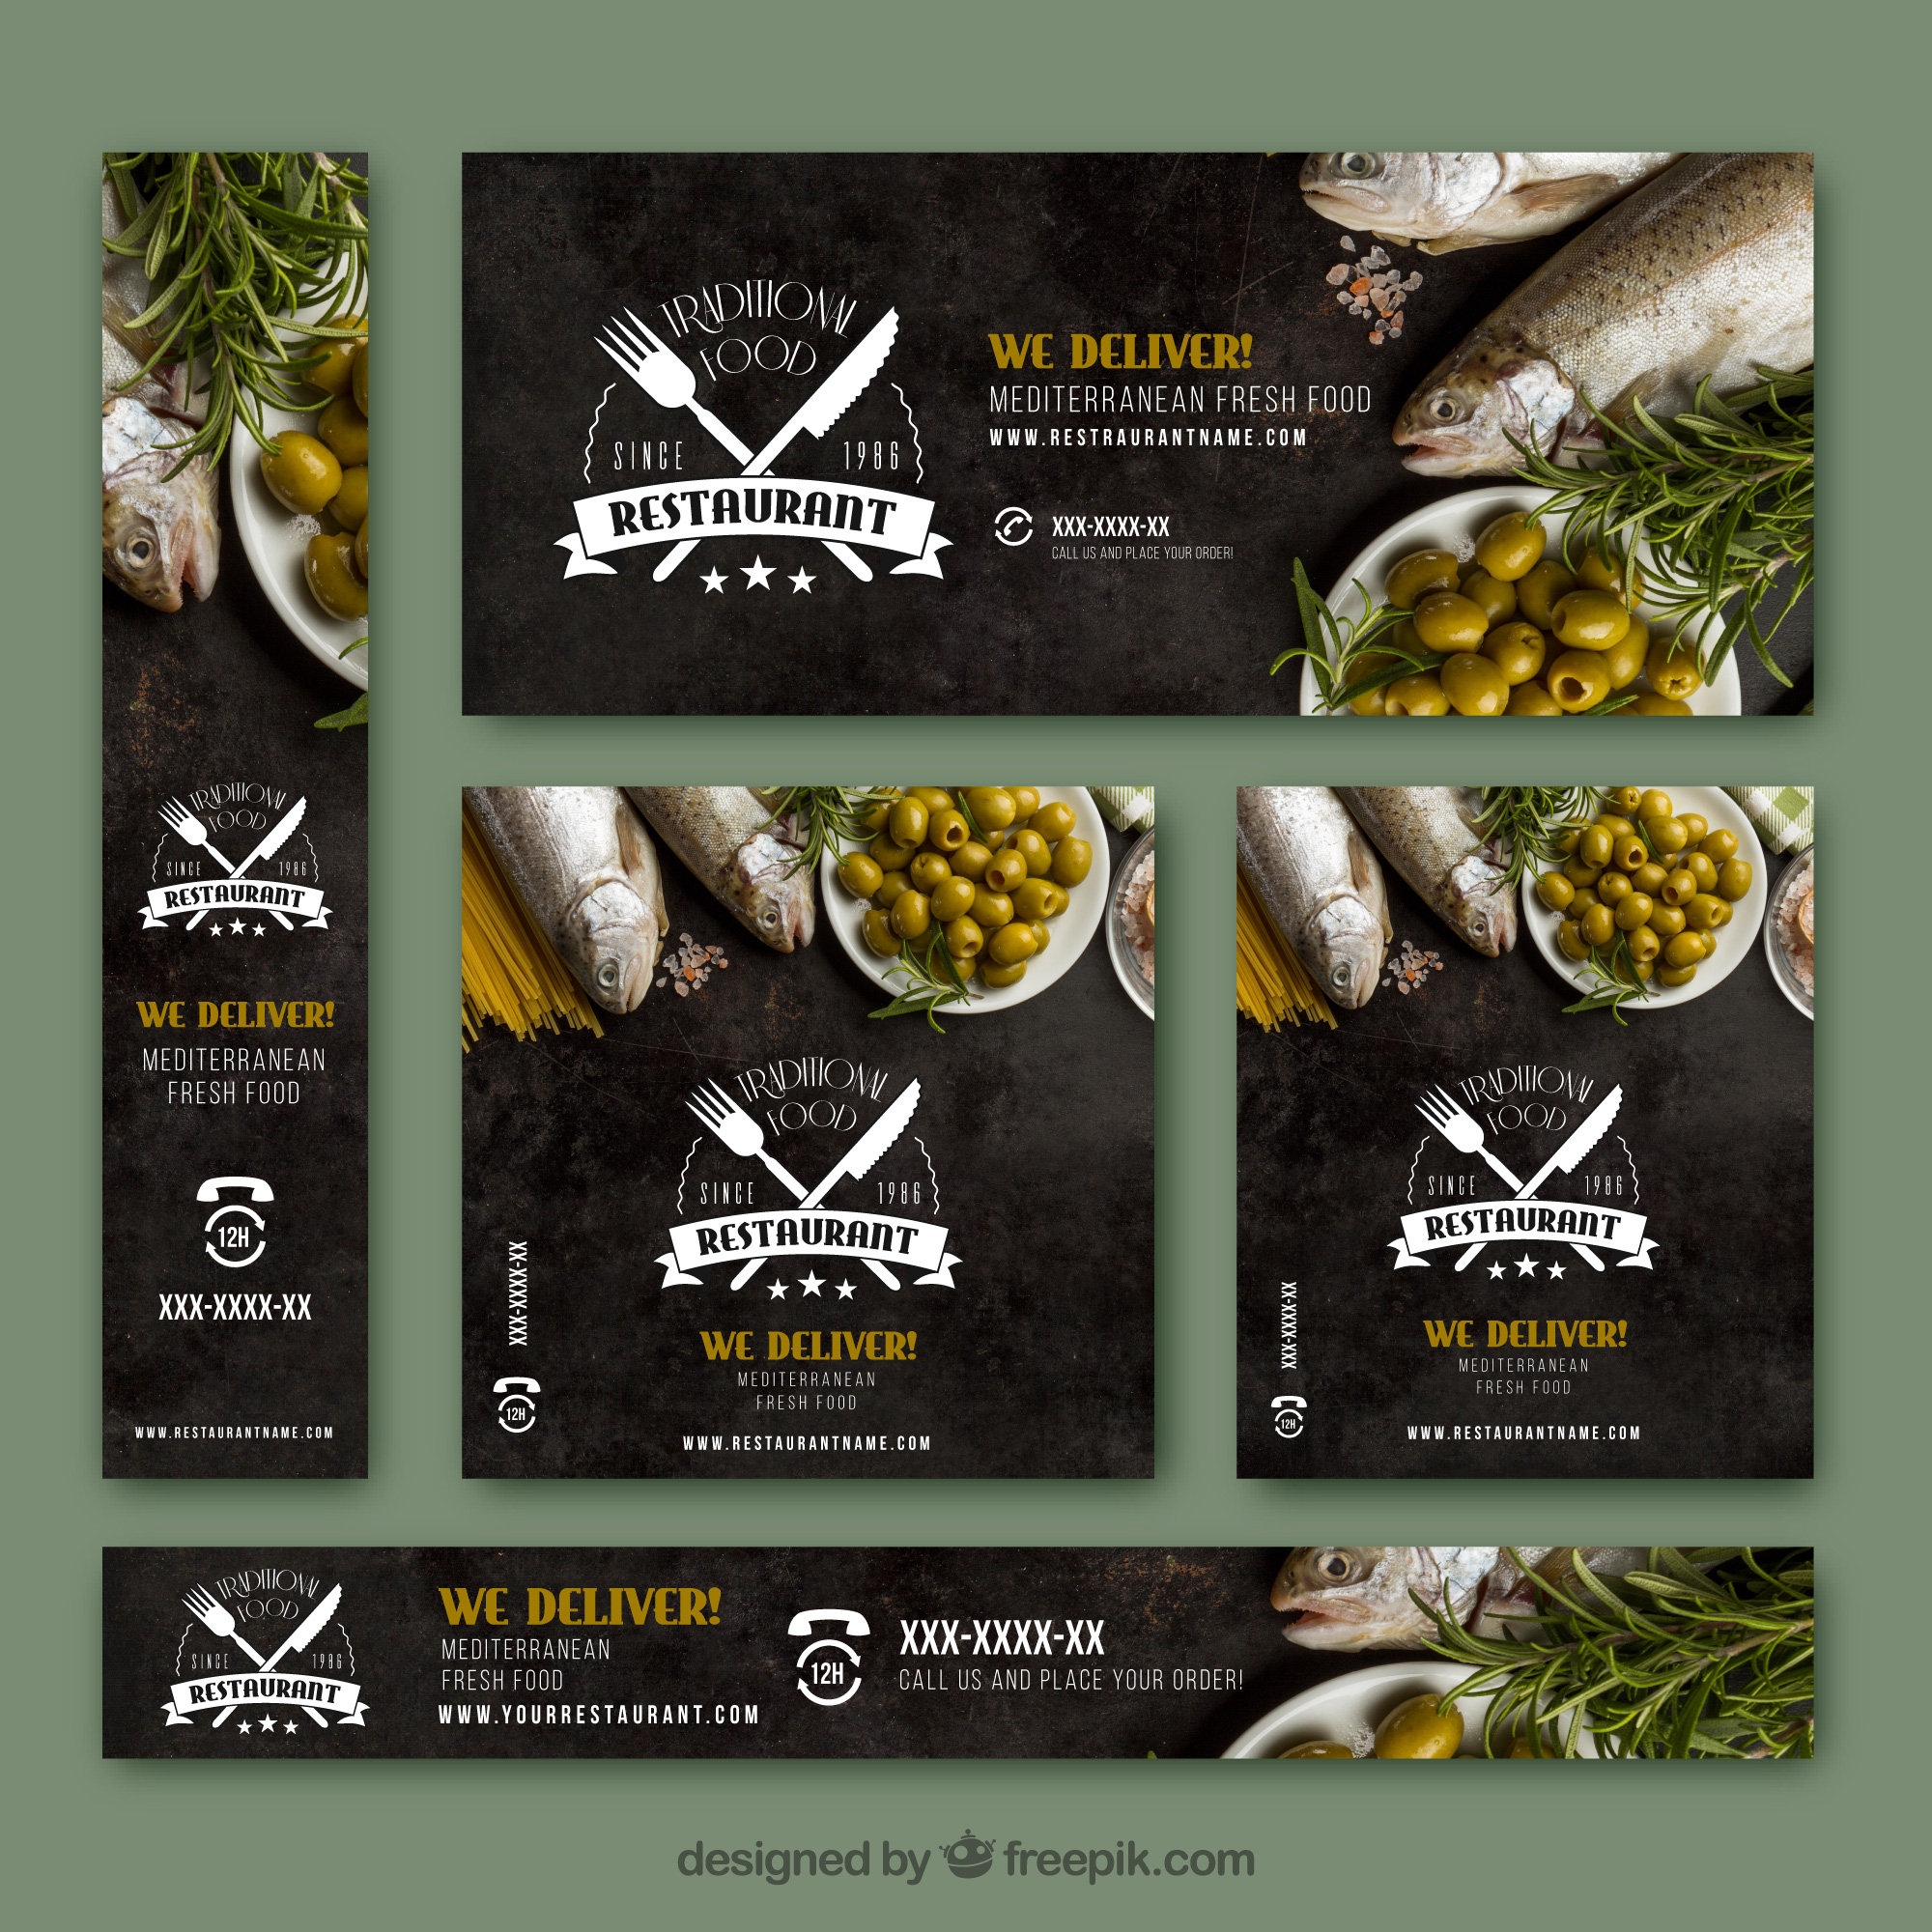 TRADITIONAL
FOOD
SINCE 1986
RESTAURANT
WE DELIVER!
MEDITERRANEAN
FRESH FOOD
12H
XXX-XXXX-XX
WWW.RESTAURANTNAME.COM
TRADITIONAL
FOOD
SINCE 1986
RESTAURANT
WE DELIVER!
MEDITERRANEAN FRESH FOOD
WWW.RESTRAURANTNAME.COM
XXX-XXXX-XX
CALL US AND PLACE YOUR ORDER!
TRADITIONAL
FOOD
SINCE 1986
RESTAURANT
XXX-XXXX-XX
12H
WE DELIVER!
MEDITERRANEAN
FRESH FOOD
WWW.RESTAURANTNAME.COM
TRADITIONAL
FOOD
SINCE 1986
RESTAURANT
XXX-XXXX-XX
12H
WE DELIVER!
MEDITERRANEAN
FRESH FOOD
WWW.RESTAURANTNAME.COM
TRADITIONAL
FOOD
SINCE 1986
RESTAURANT
WE DELIVER!
MEDITERRANEAN
FRESH FOOD
WWW.YOURRESTAURANT.COM
12H
XXX-XXXX-XX
CALL US AND PLACE YOUR ORDER!
designed by freepik.com